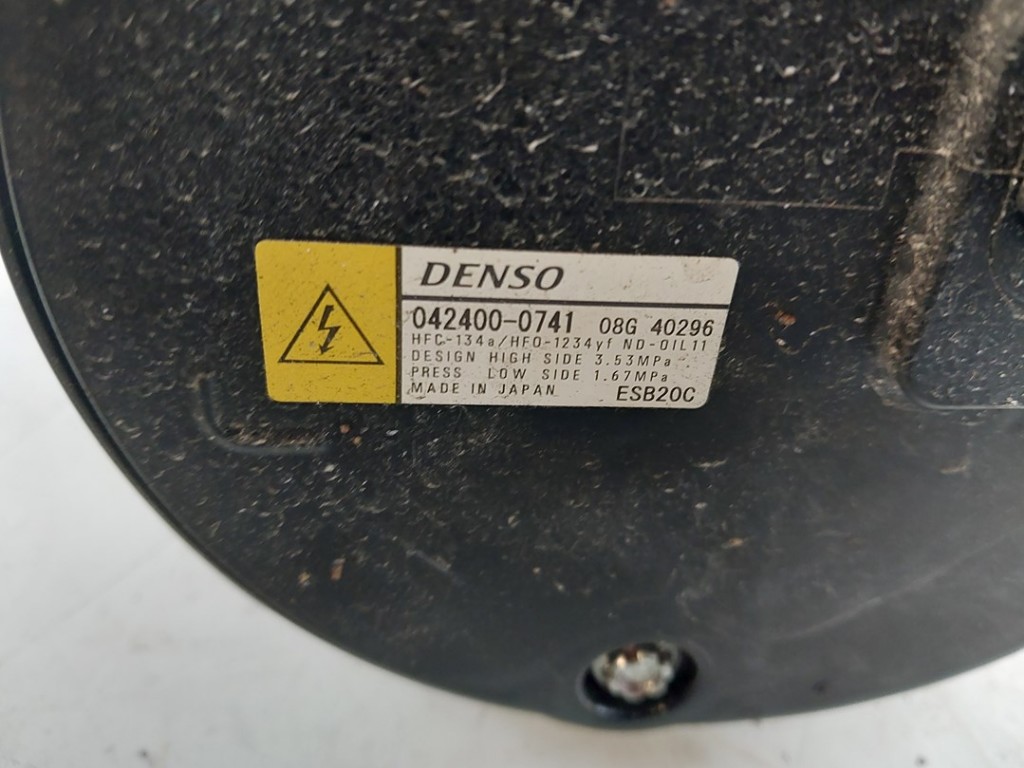 DENSO
042400-0741 08G 40296
HFC-134a/HFO-1234yf ND-OIL11
DESIGN HIGH SIDE 3.53MPa
PRESS LOW SIDE 1.67MPa
MADE IN JAPAN ESB20C